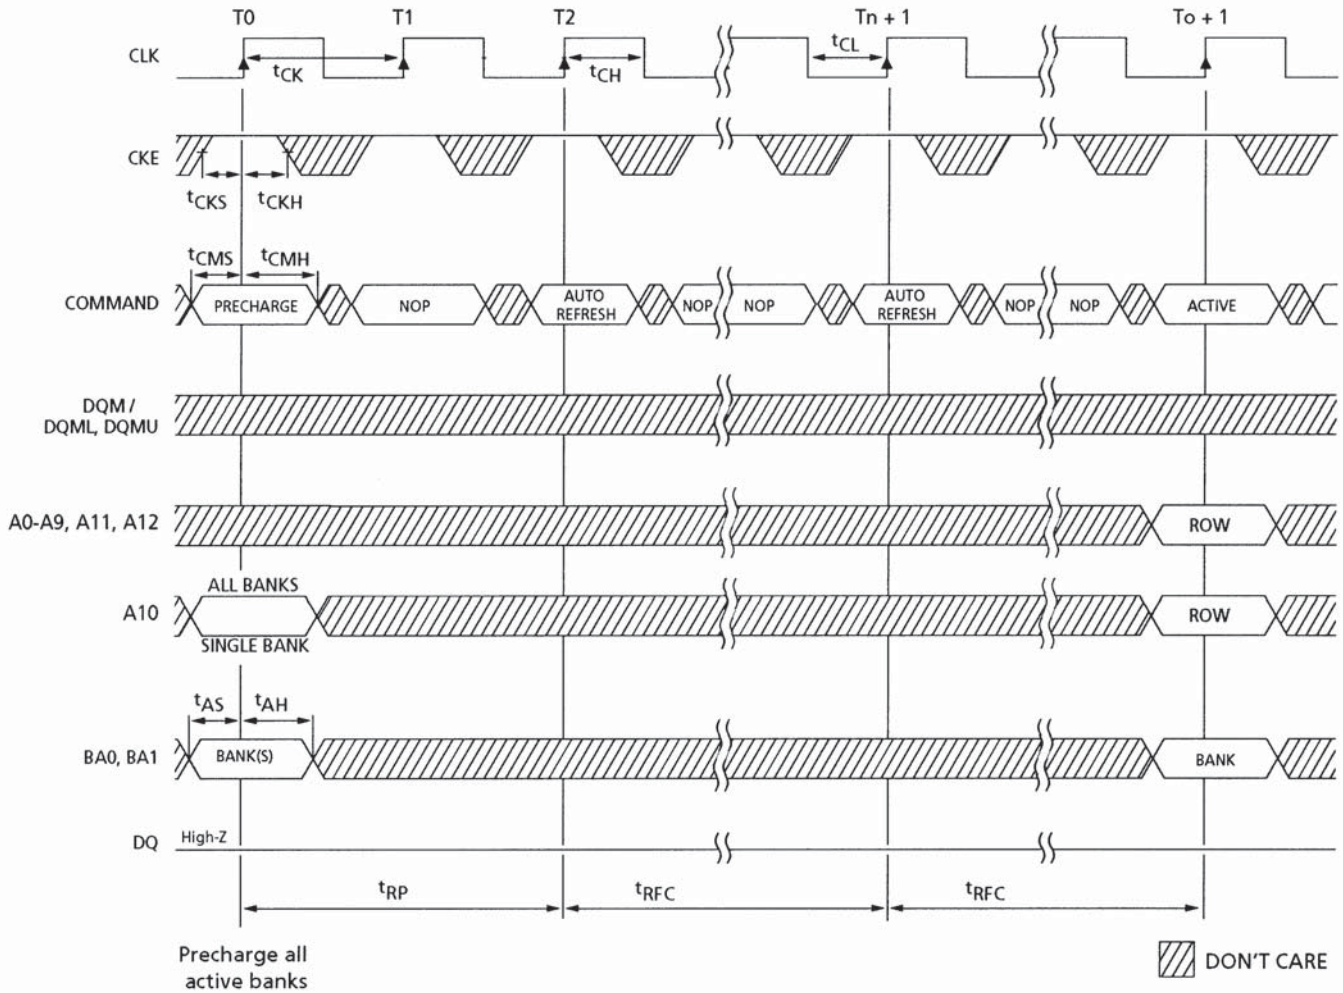 T0 T1 T2 Tn + 1 To + 1
CLK
tCK tCH tCL
CKE
tCKS tCKH
tCMS tCMH
COMMAND PRECHARGE NOP AUTO REFRESH NOP NOP AUTO REFRESH NOP NOP ACTIVE
DQM /
DQML, DQMU
A0-A9, A11, A12 ROW
ALL BANKS
A10 ROW
SINGLE BANK
tAS tAH
BA0, BA1 BANK(S) BANK
DQ High-Z
tRP tRFC tRFC
Precharge all
active banks
DON'T CARE